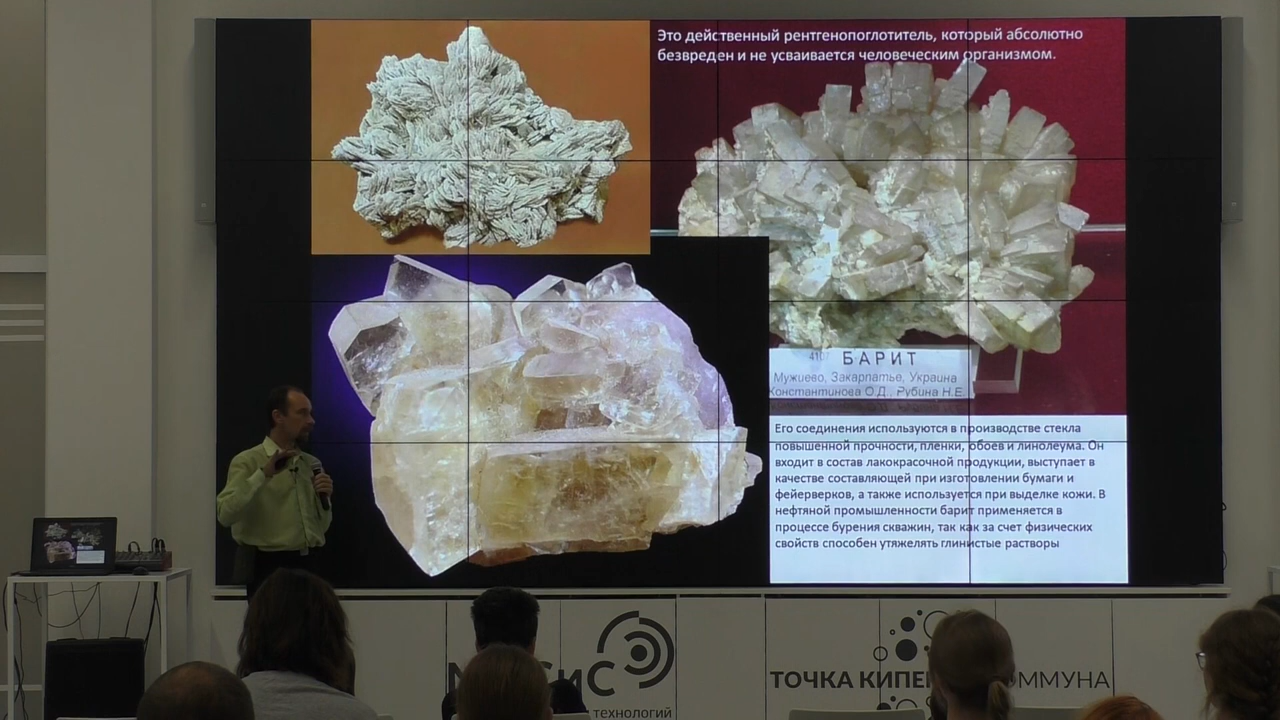 Это действенный рентгенопоглотитель, который абсолютно
безвреден и не усваивается человеческим организмом.
4107 БАРИТ
Мужиево, Закарпатье, Украина
Константинова О.Д., Рубина Н.Е.
Его соединения используются в производстве стекла
повышенной прочности, пленки, обоев и линолеума. Он
входит в состав лакокрасочной продукции, выступает в
качестве составляющей при изготовлении бумаги и
фейерверков, а также используется при выделке кожи. В
нефтяной промышленности барит применяется в
процессе бурения скважин, так как за счет физических
свойств способен утяжелять глинистые растворы
технологий
ТОЧКА